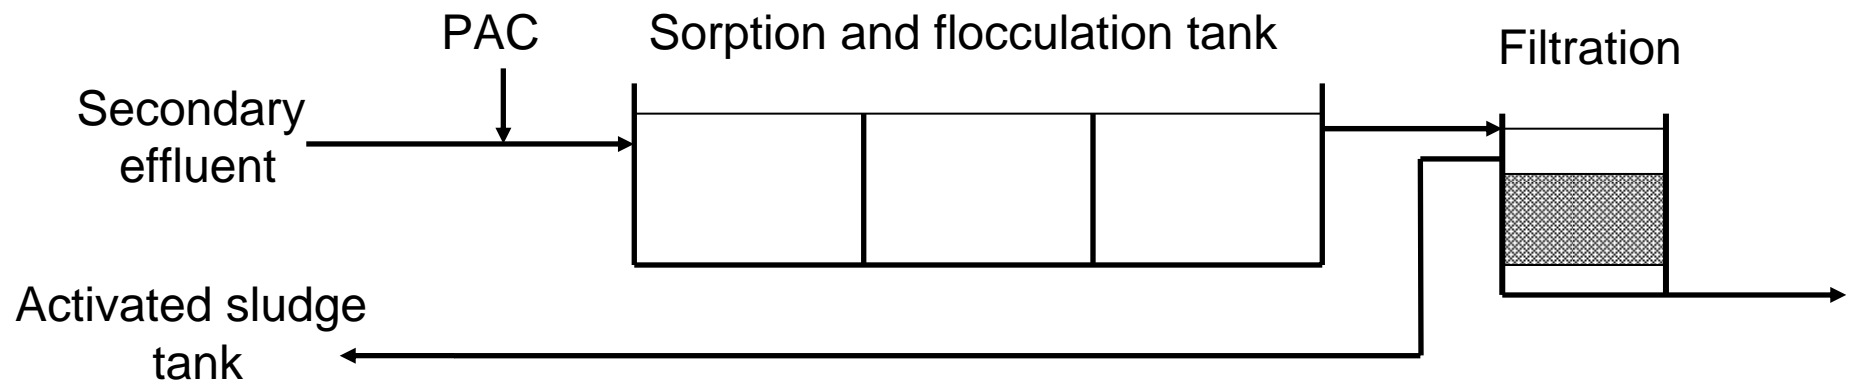 PAC
Sorption and flocculation tank
Filtration
Secondary
effluent
Activated sludge
tank